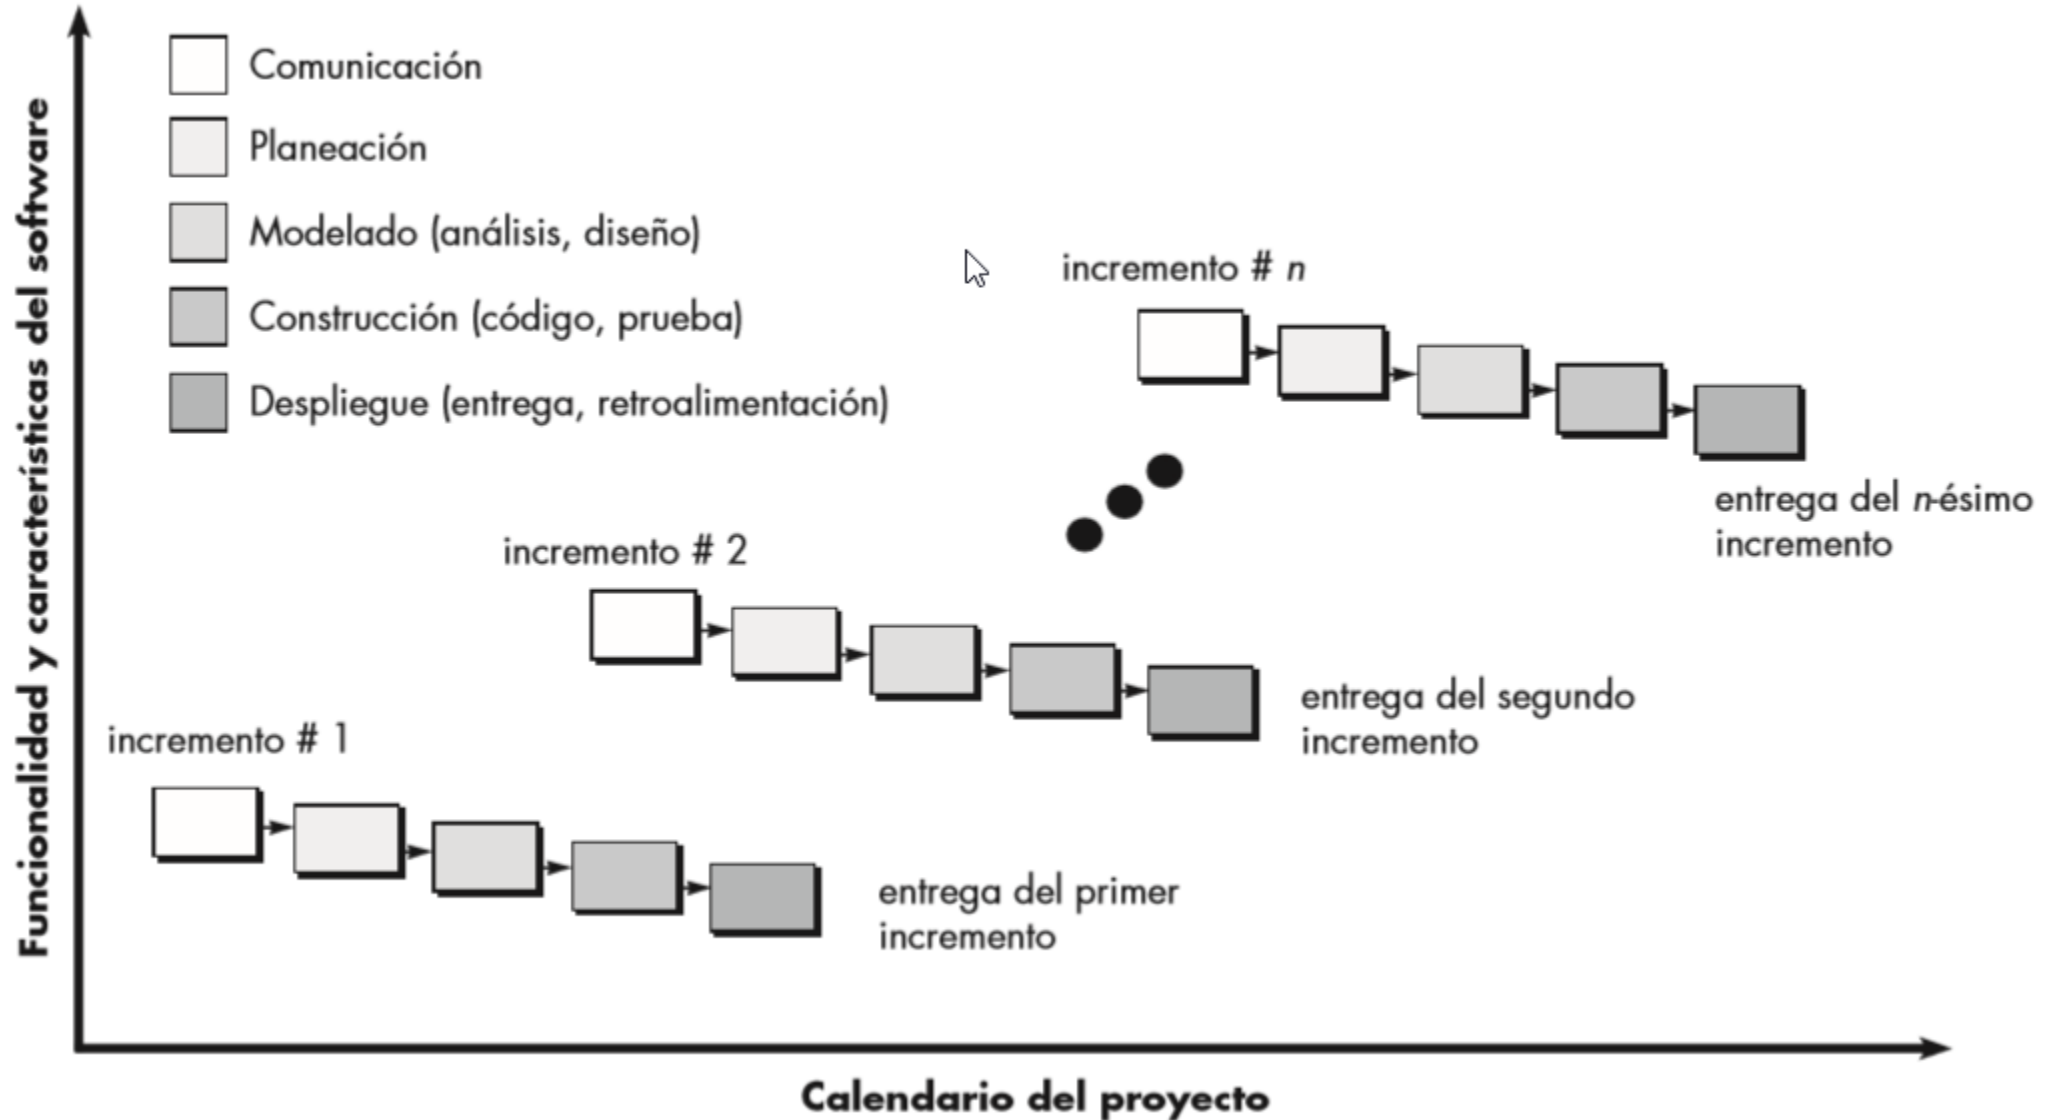 Funcionalidad y características del software
Comunicación
Planeación
Modelado (análisis, diseño)
Construcción (código, prueba)
Despliegue (entrega, retroalimentación)
incremento # n
entrega del n-ésimo
incremento
incremento # 2
entrega del segundo
incremento
incremento # 1
entrega del primer
incremento
Calendario del proyecto